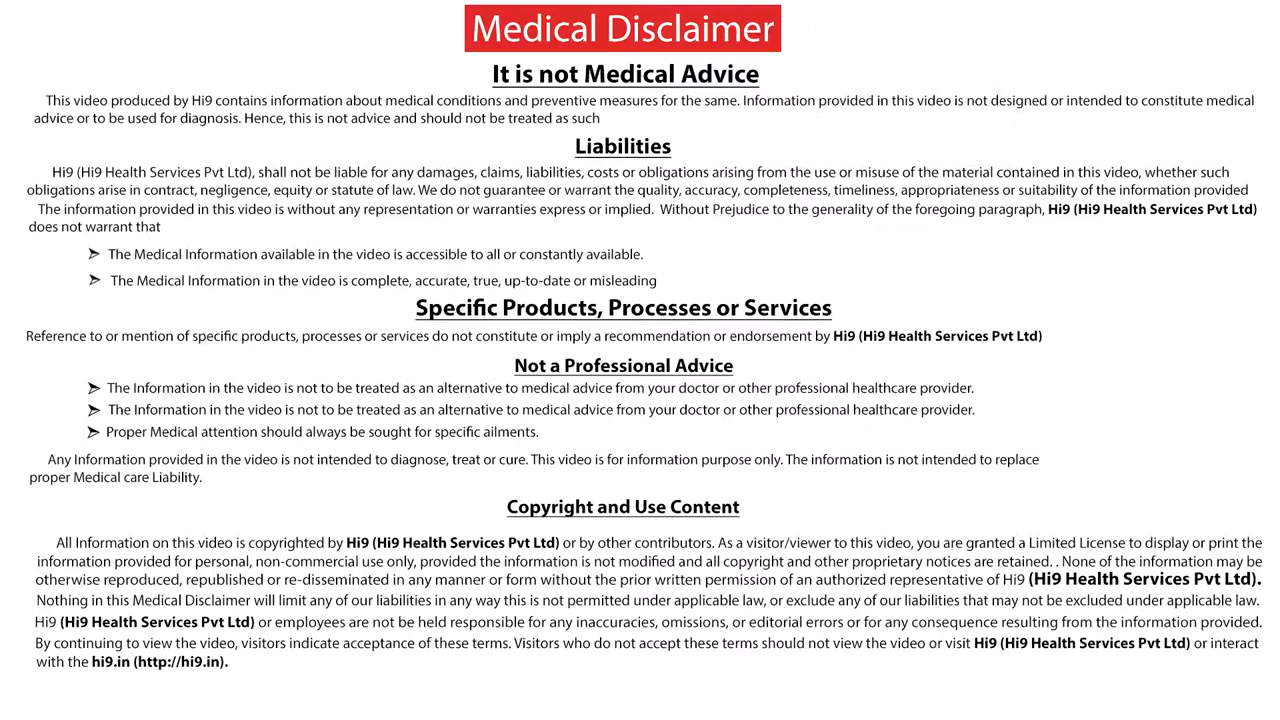 Medical Disclaimer
It is not Medical Advice
This video produced by Hi9 contains information about medical conditions and preventive measures for the same. Information provided in this video is not designed or intended to constitute medical
advice or to be used for diagnosis. Hence, this is not advice and should not be treated as such
Liabilities
Hi9 (Hi9 Health Services Pvt Ltd), shall not be liable for any damages, claims, liabilities, costs or obligations arising from the use or misuse of the material contained in this video, whether such
obligations arise in contract, negligence, equity or statute of law. We do not guarantee or warrant the quality, accuracy, completeness, timeliness, appropriateness or suitability of the information provided
The information provided in this video is without any representation or warranties express or implied. Without Prejudice to the generality of the foregoing paragraph, Hi9 (Hi9 Health Services Pvt Ltd)
does not warrant that
➢ The Medical Information available in the video is accessible to all or constantly available.
➢ The Medical Information in the video is complete, accurate, true, up-to-date or misleading
Specific Products, Processes or Services
Reference to or mention of specific products, processes or services do not constitute or imply a recommendation or endorsement by Hi9 (Hi9 Health Services Pvt Ltd)
Not a Professional Advice
➢ The Information in the video is not to be treated as an alternative to medical advice from your doctor or other professional healthcare provider.
➢ The Information in the video is not to be treated as an alternative to medical advice from your doctor or other professional healthcare provider.
➢ Proper Medical attention should always be sought for specific ailments.
Any Information provided in the video is not intended to diagnose, treat or cure. This video is for information purpose only. The information is not intended to replace
proper Medical care Liability.
Copyright and Use Content
All Information on this video is copyrighted by Hi9 (Hi9 Health Services Pvt Ltd) or by other contributors. As a visitor/viewer to this video, you are granted a Limited License to display or print the
information provided for personal, non-commercial use only, provided the information is not modified and all copyright and other proprietary notices are retained. . None of the information may be
otherwise reproduced, republished or re-disseminated in any manner or form without the prior written permission of an authorized representative of Hi9 (Hi9 Health Services Pvt Ltd).
Nothing in this Medical Disclaimer will limit any of our liabilities in any way this is not permitted under applicable law, or exclude any of our liabilities that may not be excluded under applicable law.
Hi9 (Hi9 Health Services Pvt Ltd) or employees are not be held responsible for any inaccuracies, omissions, or editorial errors or for any consequence resulting from the information provided.
By continuing to view the video, visitors indicate acceptance of these terms. Visitors who do not accept these terms should not view the video or visit Hi9 (Hi9 Health Services Pvt Ltd) or interact
with the hi9.in (http://hi9.in).